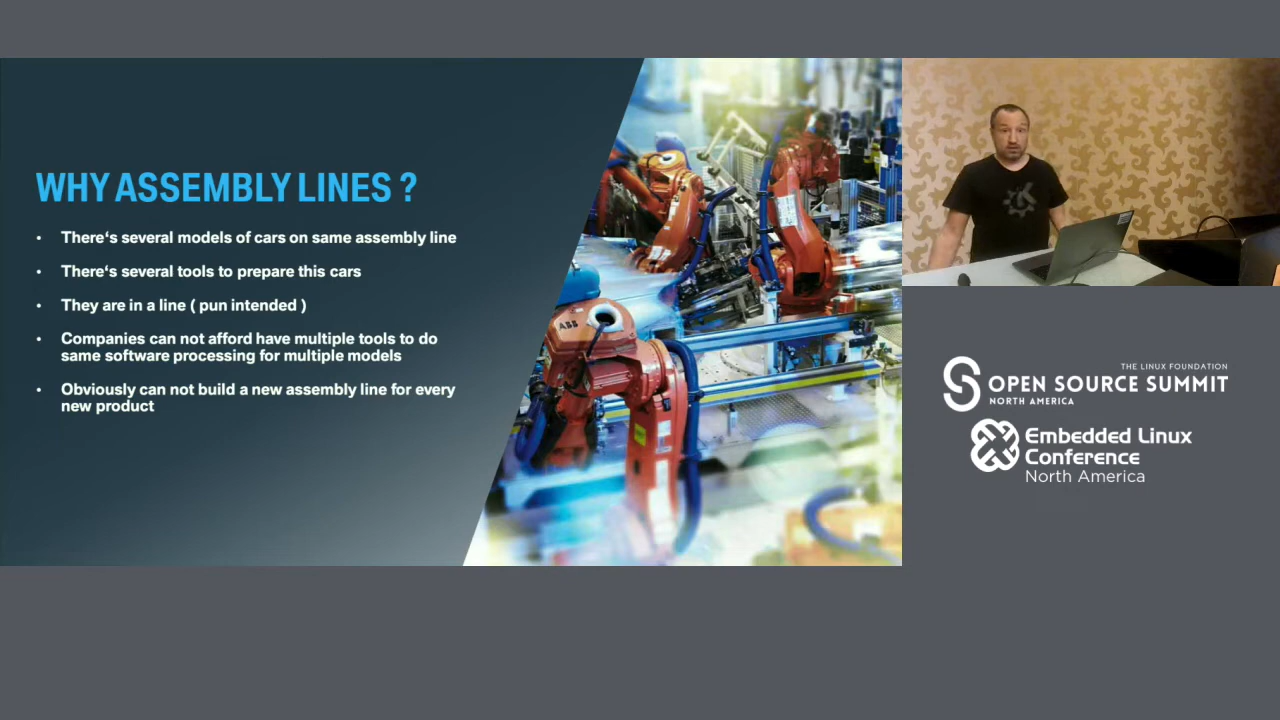 WHY ASSEMBLY LINES ?
• There‘s several models of cars on same assembly line
• There‘s several tools to prepare this cars
• They are in a line ( pun intended )
• Companies can not afford have multiple tools to do
same software processing for multiple models
• Obviously can not build a new assembly line for every
new product
ABB
THE LINUX FOUNDATION
OPEN SOURCE SUMMIT
NORTH AMERICA
Embedded Linux
Conference
North America